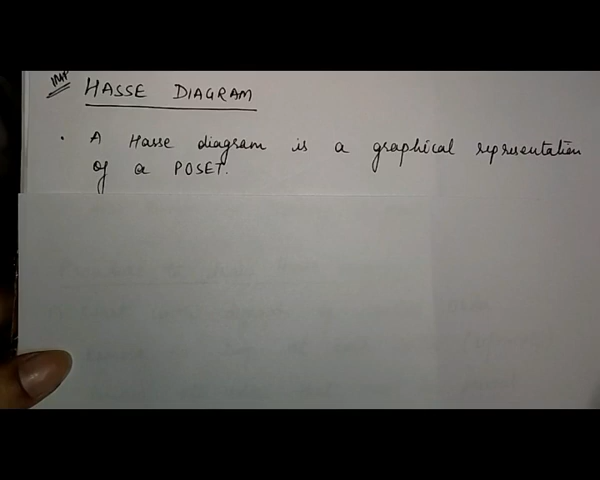 IMP
HASSE DIAGRAM
• A Hasse diagram is a graphical representation
of a POSET.